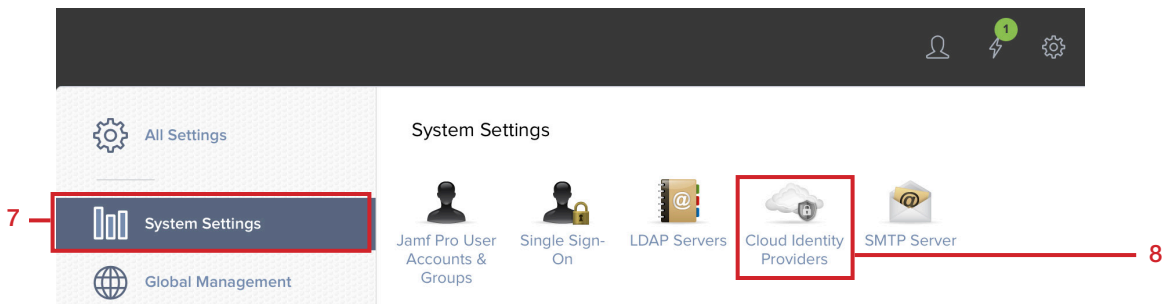 1
All Settings
System Settings
7
System Settings
Global Management
Jamf Pro User
Accounts &
Groups
Single Sign-
On
LDAP Servers
Cloud Identity
Providers
SMTP Server
8